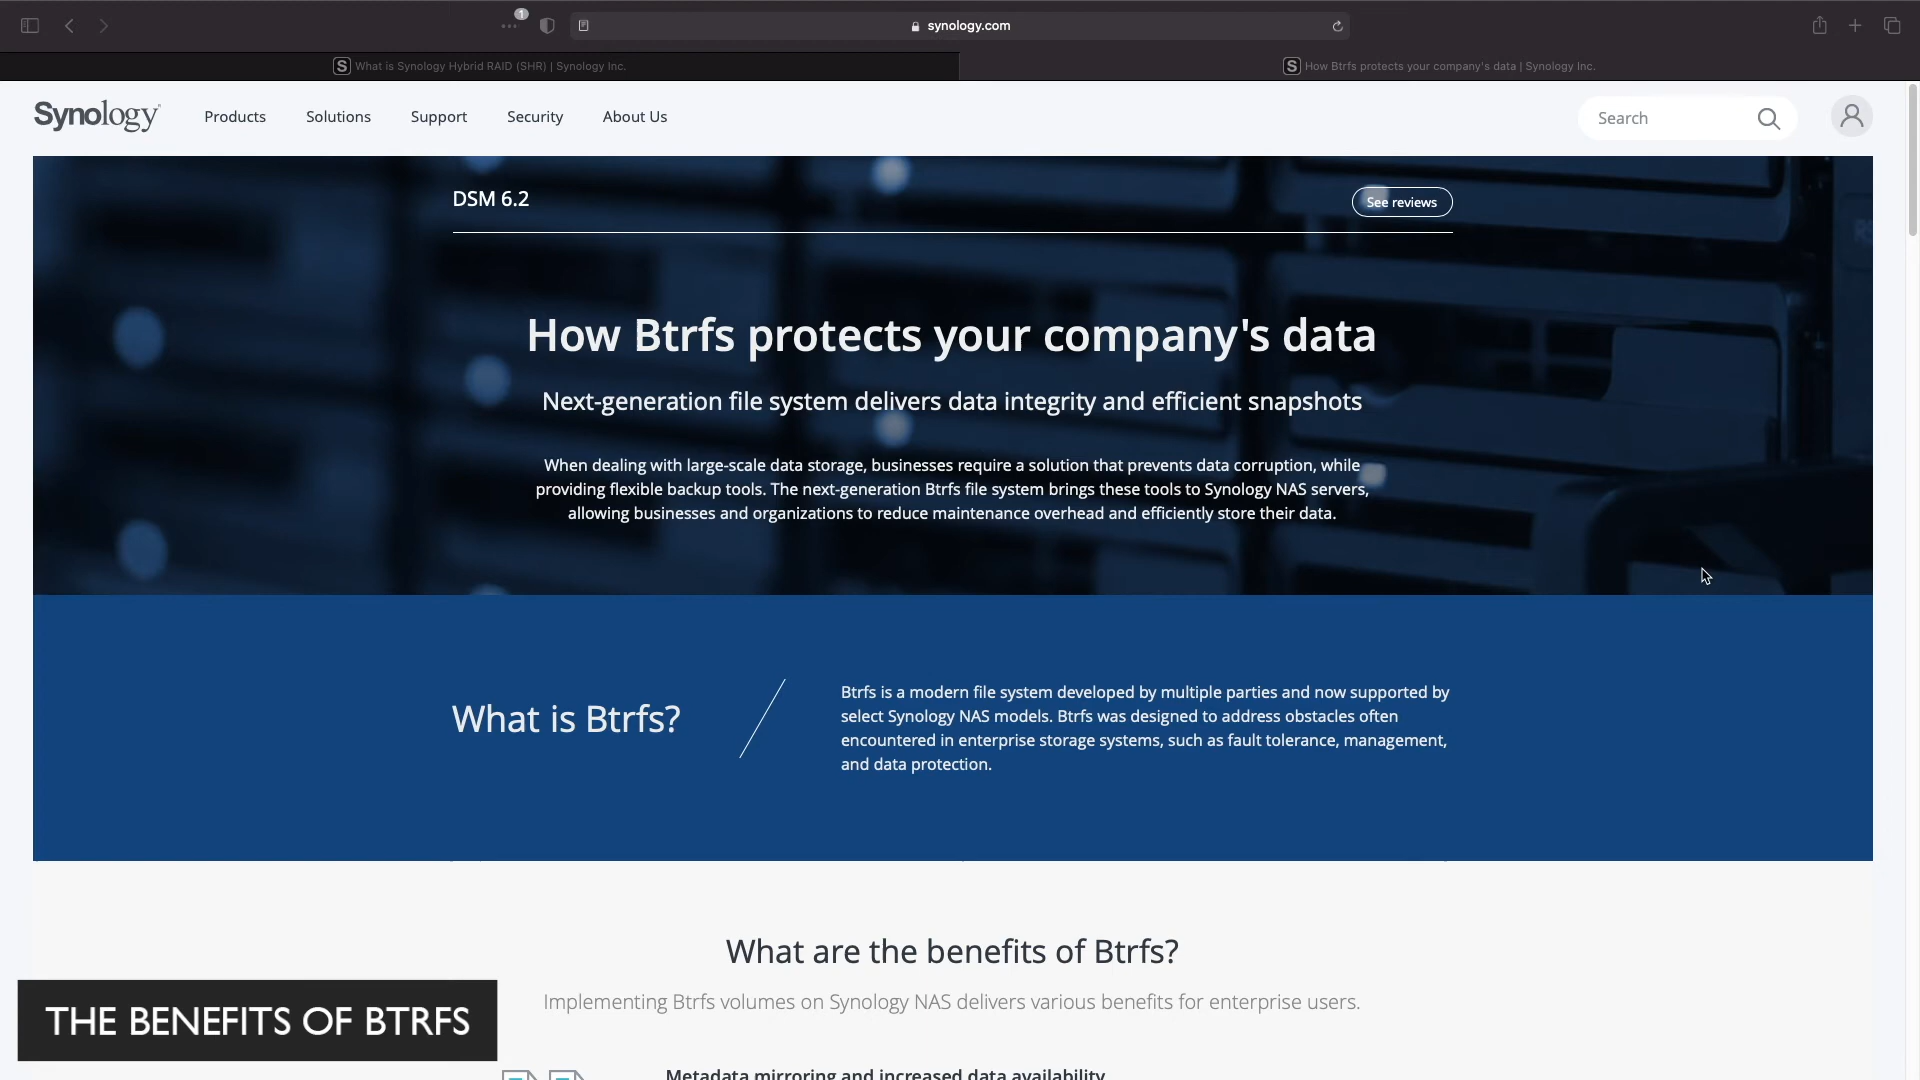 1
synology.com
S What is Synology Hybrid RAID (SHR) | Synology Inc.
S How Btrfs protects your company's data | Synology Inc.
Synology
Products
Solutions
Support
Security
About Us
Search
DSM 6.2
See reviews
How Btrfs protects your company's data
Next-generation file system delivers data integrity and efficient snapshots
When dealing with large-scale data storage, businesses require a solution that prevents data corruption, while
providing flexible backup tools. The next-generation Btrfs file system brings these tools to Synology NAS servers,
allowing businesses and organizations to reduce maintenance overhead and efficiently store their data.
What is Btrfs?
Btrfs is a modern file system developed by multiple parties and now supported by
select Synology NAS models. Btrfs was designed to address obstacles often
encountered in enterprise storage systems, such as fault tolerance, management,
and data protection.
What are the benefits of Btrfs?
Implementing Btrfs volumes on Synology NAS delivers various benefits for enterprise users.
THE BENEFITS OF BTRFS
Metadata mirroring and increased data availability